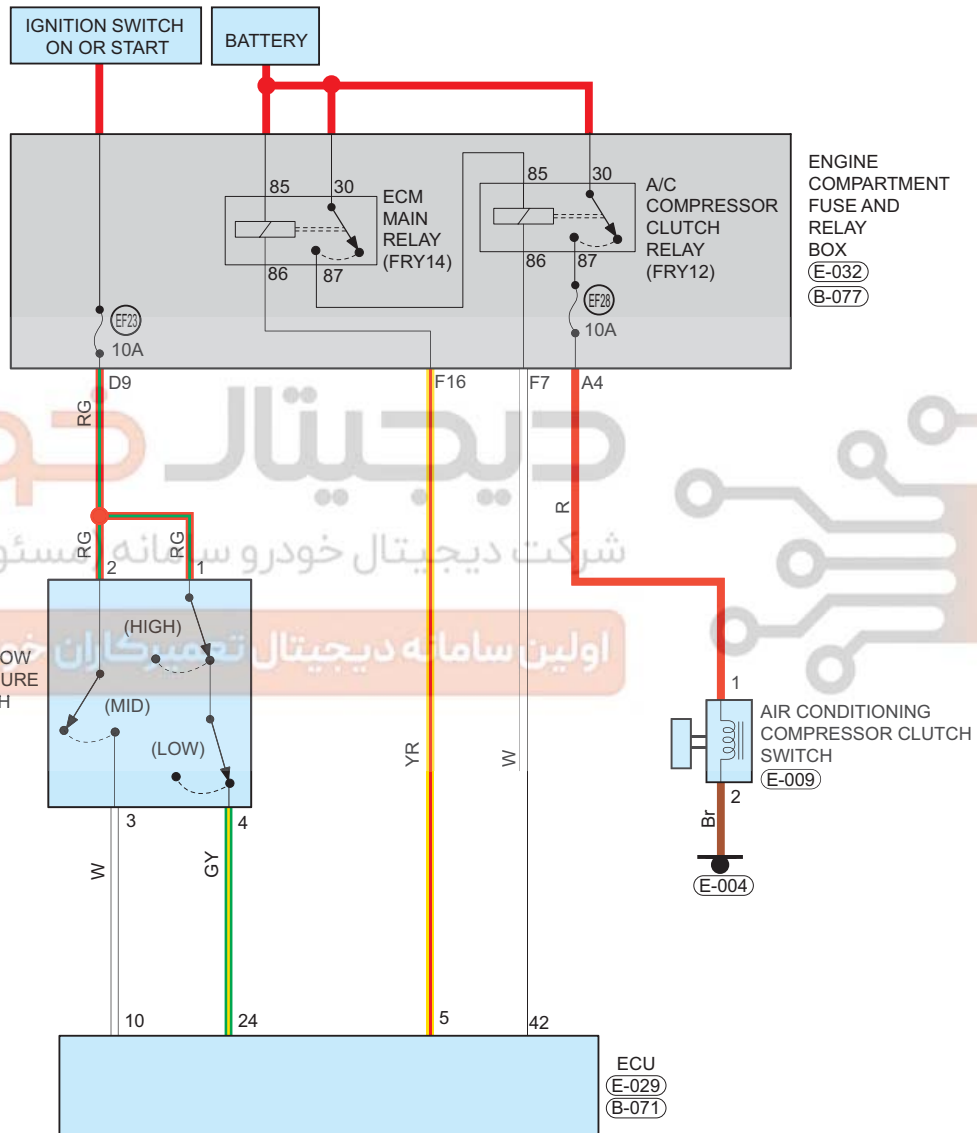 IGNITION SWITCH
ON OR START
BATTERY
85
30
ECM
MAIN
RELAY
(FRY14)
86
87
85
30
A/C
COMPRESSOR
CLUTCH
RELAY
(FRY12)
86
87
ENGINE
COMPARTMENT
FUSE AND
RELAY
BOX
E-032
B-077
EF23
10A
EF28
10A
D9
F16
F7
A4
RG
دیجیتال
R
RG
RG
شرکت دیجیتال خودرو سامانه
2
1
(HIGH)
اولین سامانه دیجیتال تعمیرکاران
(MID)
(LOW)
YR
W
1
AIR CONDITIONING
COMPRESSOR CLUTCH
SWITCH
E-009
2
Br
E-004
3
4
W
GY
10
24
5
42
ECU
E-029
B-071